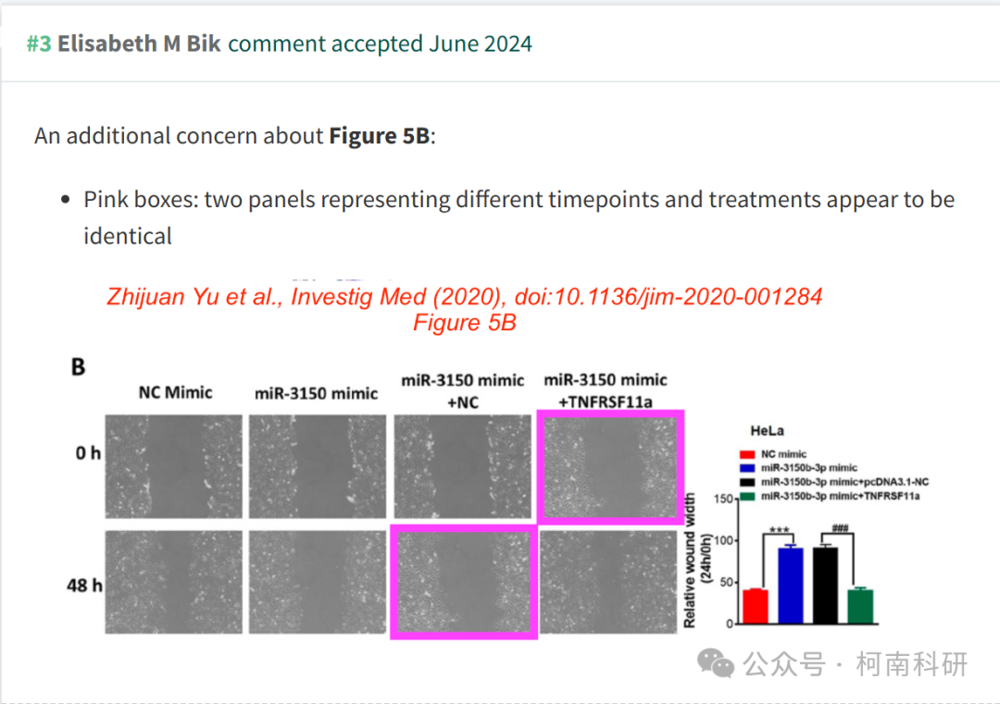 #3 Elisabeth M Bik comment accepted June 2024
An additional concern about Figure 5B:
• Pink boxes: two panels representing different timepoints and treatments appear to be
identical
Zhijuan Yu et al., Investig Med (2020), doi:10.1136/jim-2020-001284
Figure 5B
B
NC Mimic
miR-3150 mimic
miR-3150 mimic
+NC
miR-3150 mimic
+TNFRSF11a
0 h
48 h
HeLa
NC mimic
miR-3150b-3p mimic
miR-3150b-3p mimic+pcDNA3.1-NC
miR-3150b-3p mimic+TNFRSF11a
Relative wound width
(24h/0h)
150
100
50
0
***
###
公众号 · 柯南科研